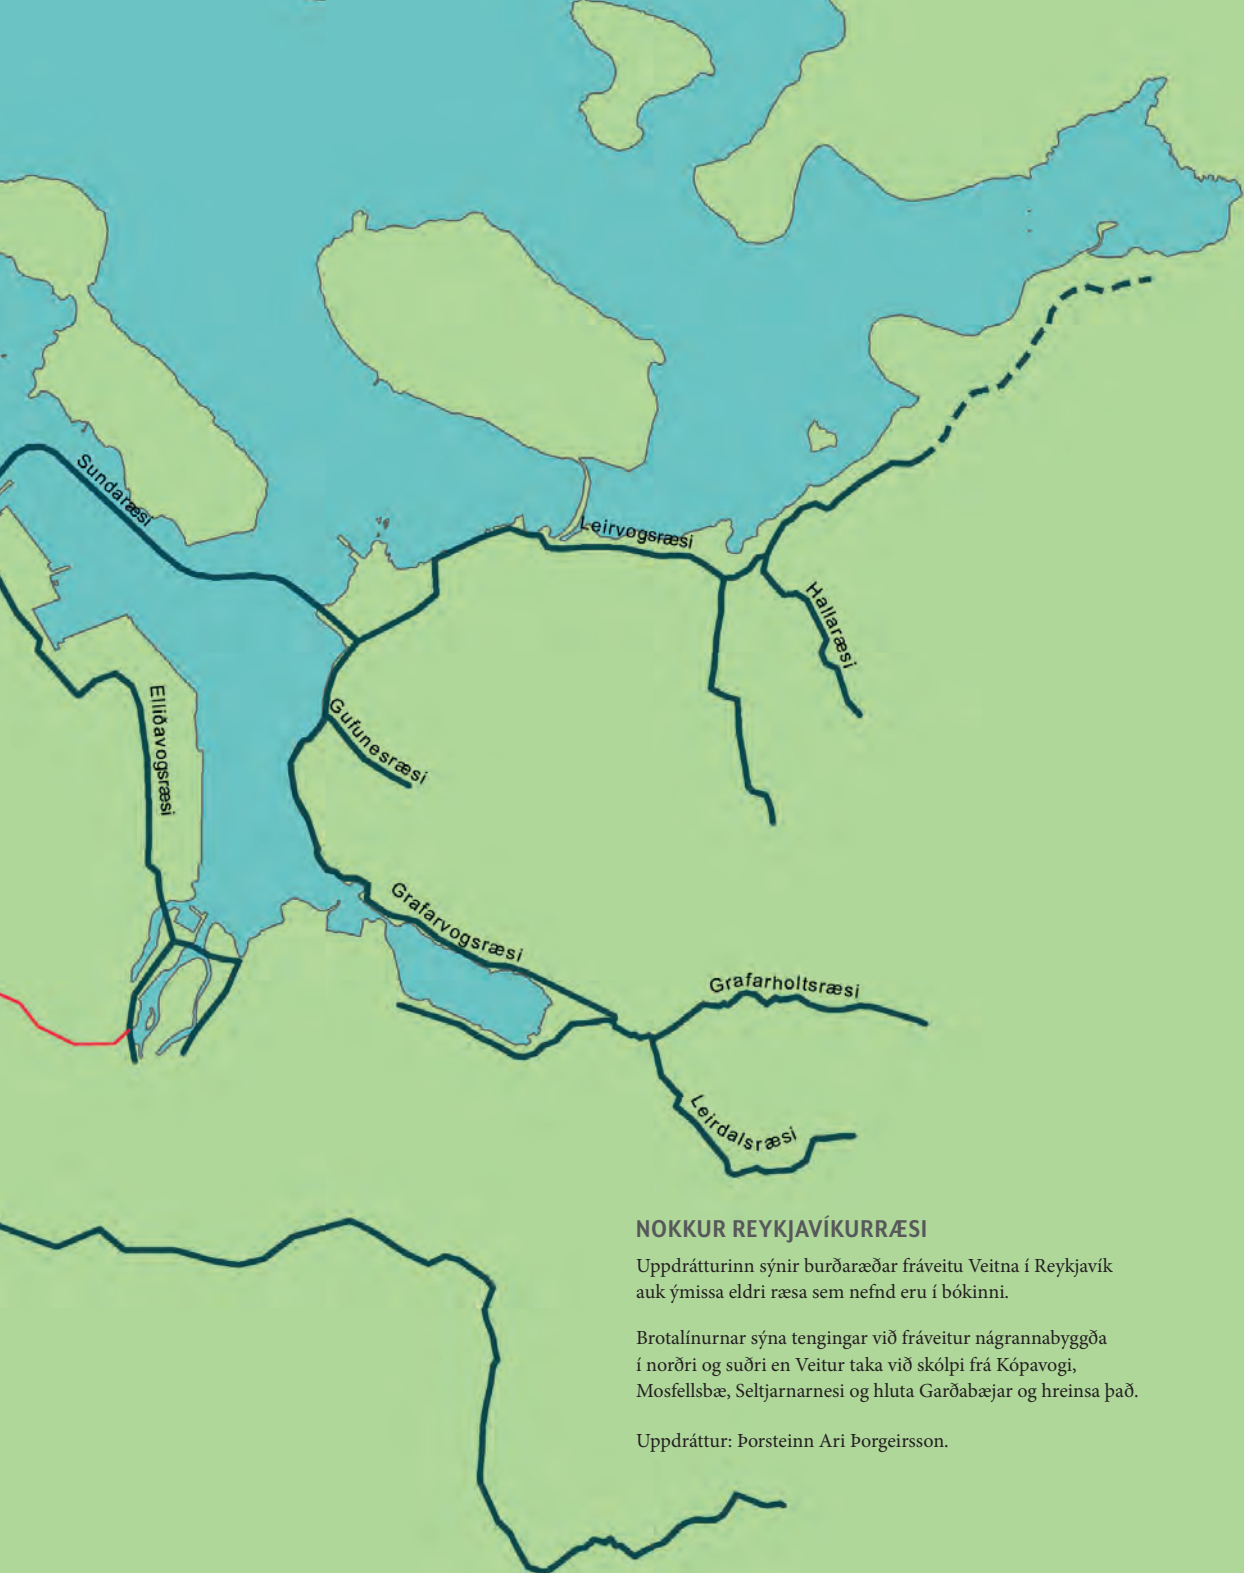 Sundaræsi
Leirvogsræsi
Hallaræsi
Elliðavogsræsi
Gufunesræsi
Grafarvogsræsi
Grafarholtsræsi
Leirdalsræsi
NOKKUR REYKJAVÍKURRÆSI
Uppdrátturinn sýnir burðaræðar fráveitu Veitna í Reykjavík
auk ýmissa eldri ræsa sem nefnd eru í bókinni.
Brotalínurnar sýna tengingar við fráveitur nágrannabyggða
í norðri og suðri en Veitur taka við skólpi frá Kópavogi,
Mosfellsbæ, Seltjarnarnesi og hluta Garðabæjar og hreinsa það.
Uppdráttur: Þorsteinn Ari Þorgeirsson.